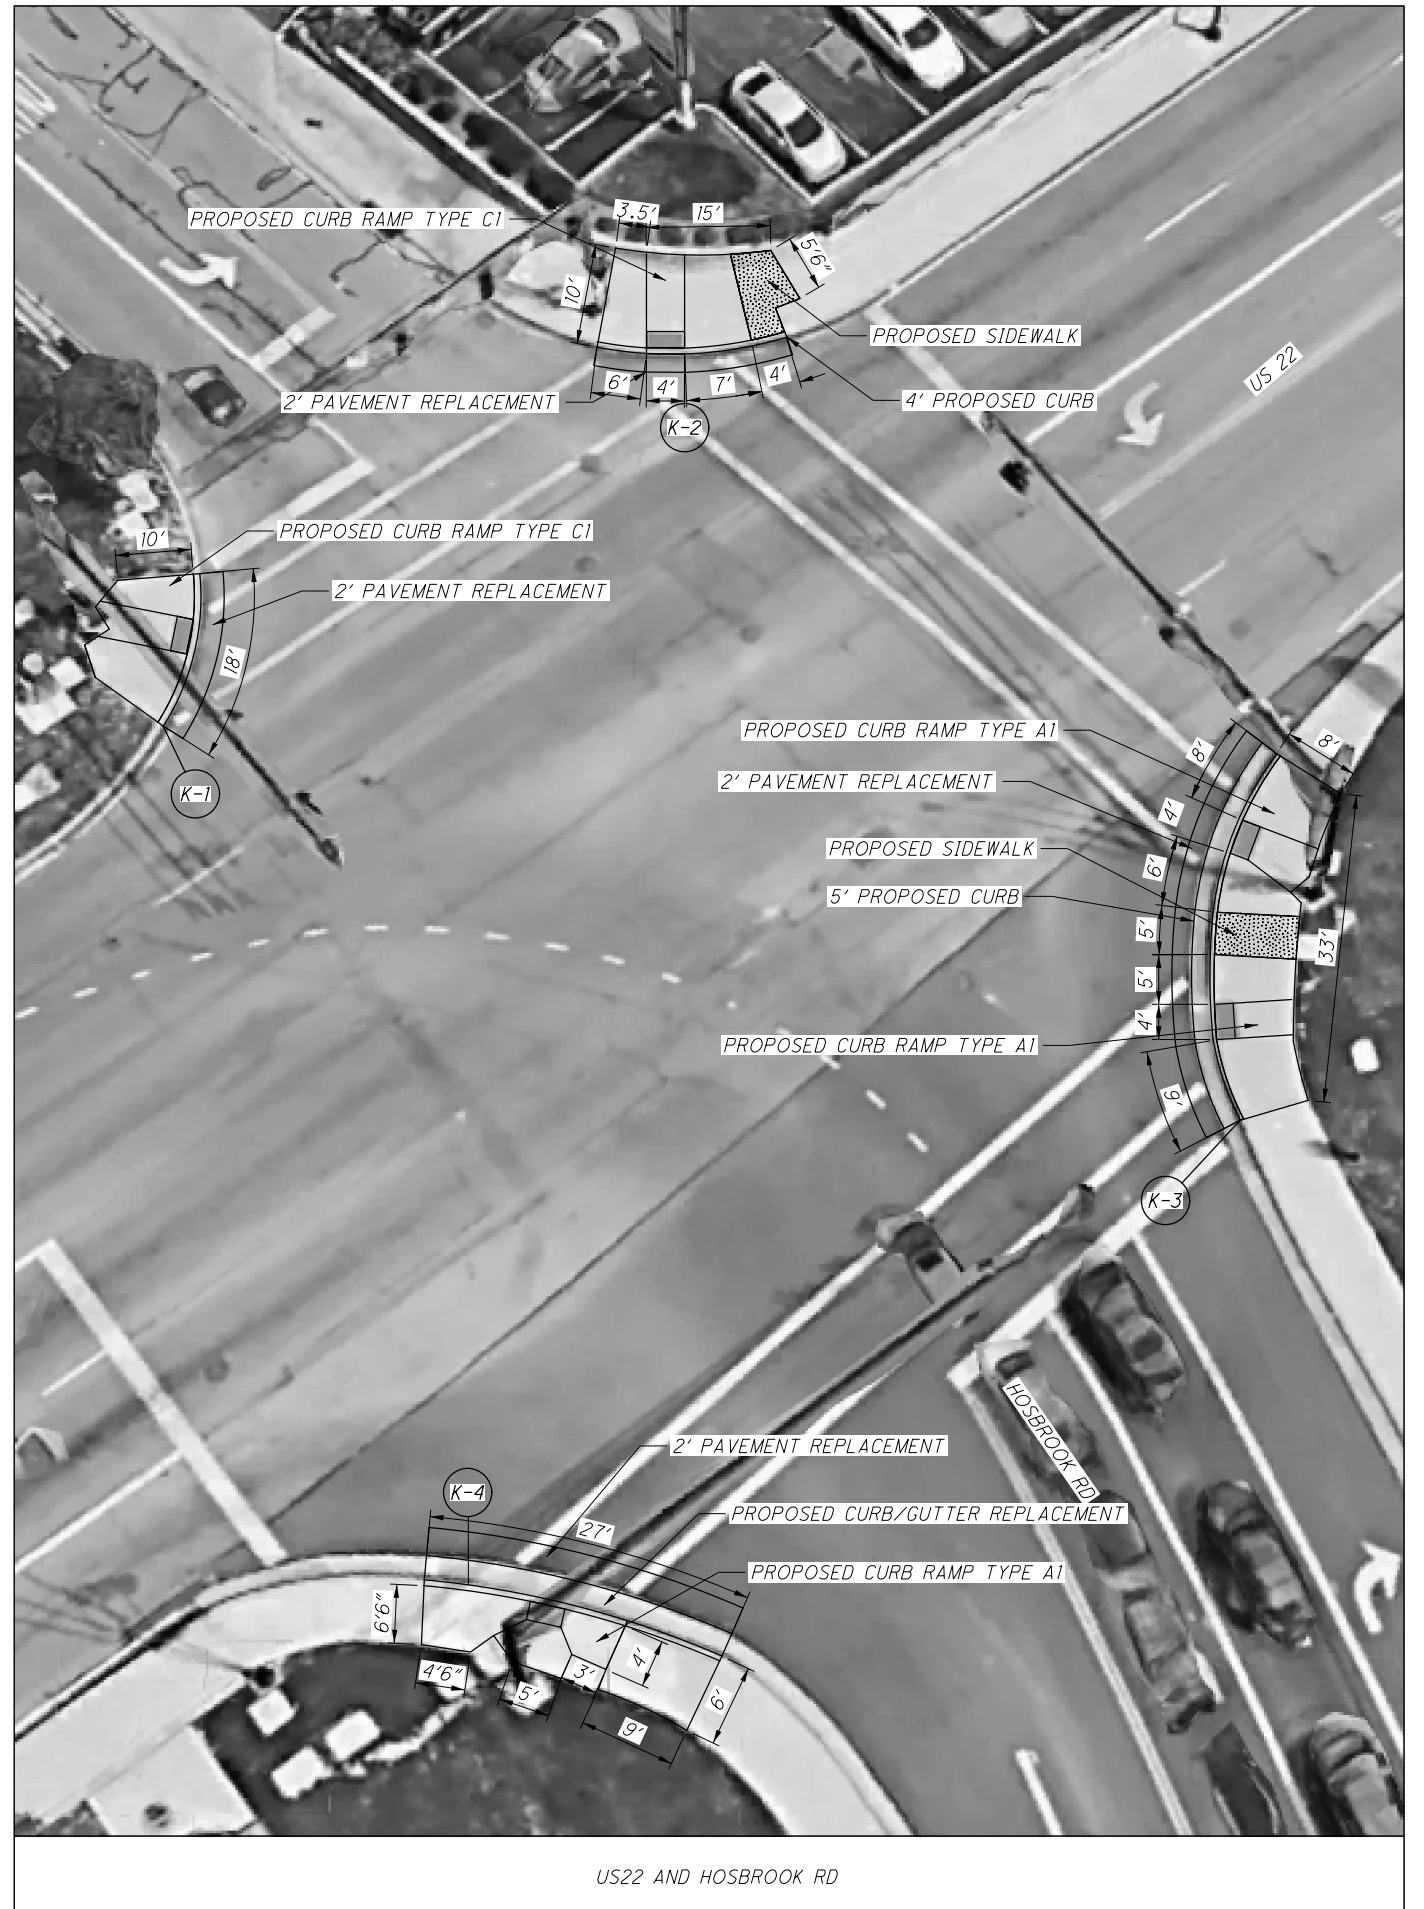 PROPOSED CURB RAMP TYPE C1
3.5'
15'
5'6"
10'
PROPOSED SIDEWALK
US 22
2' PAVEMENT REPLACEMENT
6'
4'
7'
4'
4' PROPOSED CURB
K-2
PROPOSED CURB RAMP TYPE C1
10'
2' PAVEMENT REPLACEMENT
18'
K-1
PROPOSED CURB RAMP TYPE A1
8'
8'
2' PAVEMENT REPLACEMENT
4'
PROPOSED SIDEWALK
6'
5' PROPOSED CURB
5'
33'
5'
4'
PROPOSED CURB RAMP TYPE A1
9'
K-3
HOSBROOK RD
2' PAVEMENT REPLACEMENT
K-4
PROPOSED CURB/GUTTER REPLACEMENT
27'
PROPOSED CURB RAMP TYPE A1
6'6"
4'
4'6"
3'
5'
6'
9'
US22 AND HOSBROOK RD